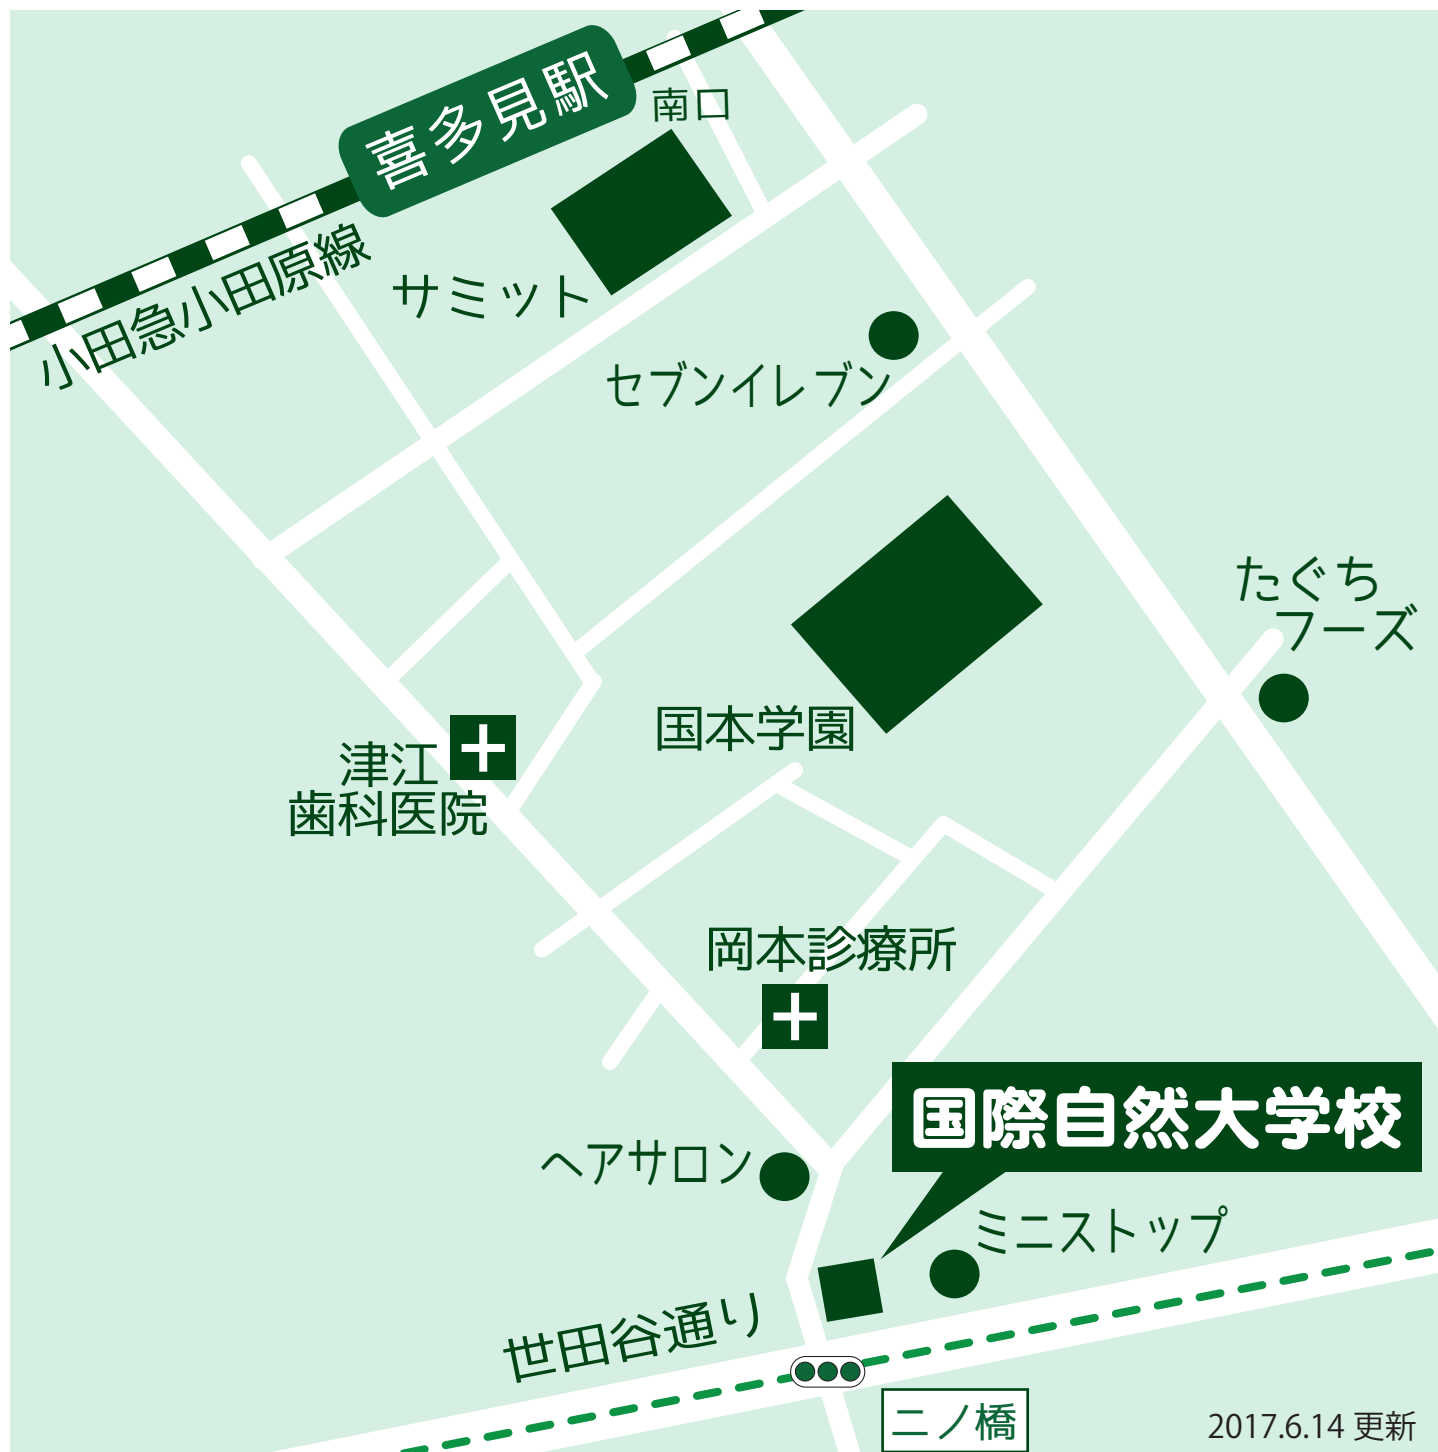 喜多見駅
南口
小田急小田原線
サミット
セブンイレブン
たぐち
フーズ
国本学園
津江
歯科医院
岡本診療所
国際自然大学校
ヘアサロン
ミニストップ
世田谷通り
二ノ橋
2017.6.14 更新